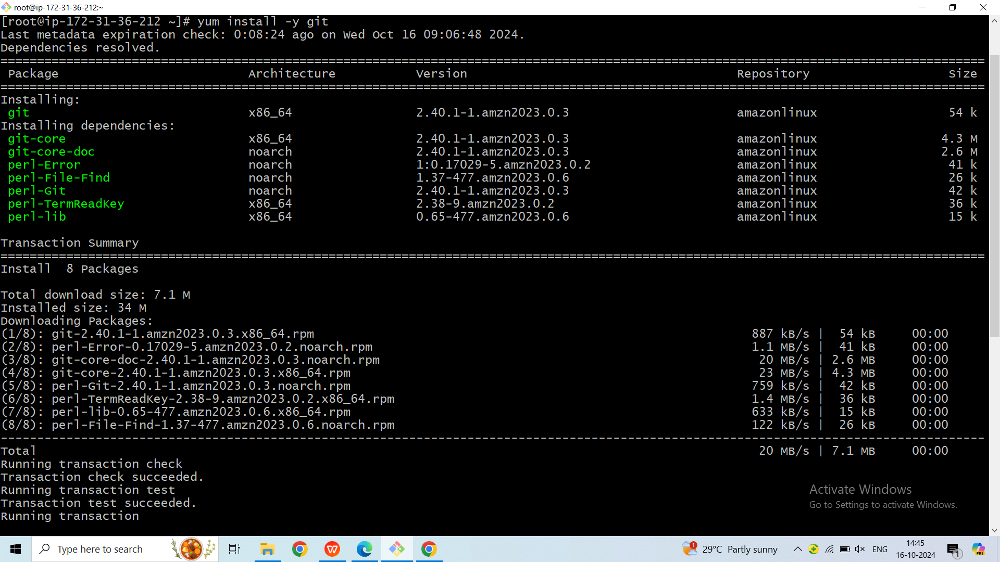 root@ip-172-31-36-212:~
[root@ip-172-31-36-212 ~]# yum install -y git
Last metadata expiration check: 0:08:24 ago on Wed Oct 16 09:06:48 2024.
Dependencies resolved.
================================================================================
Package Architecture Version Repository Size
================================================================================
Installing:
git x86_64 2.40.1-1.amzn2023.0.3 amazonlinux 54 k
Installing dependencies:
git-core x86_64 2.40.1-1.amzn2023.0.3 amazonlinux 4.3 M
git-core-doc noarch 2.40.1-1.amzn2023.0.3 amazonlinux 2.6 M
perl-Error noarch 1:0.17029-5.amzn2023.0.2 amazonlinux 41 k
perl-File-Find noarch 1.37-477.amzn2023.0.6 amazonlinux 26 k
perl-Git noarch 2.40.1-1.amzn2023.0.3 amazonlinux 42 k
perl-TermReadKey x86_64 2.38-9.amzn2023.0.2 amazonlinux 36 k
perl-lib x86_64 0.65-477.amzn2023.0.6 amazonlinux 15 k
Transaction Summary
================================================================================
Install 8 Packages
Total download size: 7.1 M
Installed size: 34 M
Downloading Packages:
(1/8): git-2.40.1-1.amzn2023.0.3.x86_64.rpm 887 kB/s | 54 kB 00:00
(2/8): perl-Error-0.17029-5.amzn2023.0.2.noarch.rpm 1.1 MB/s | 41 kB 00:00
(3/8): git-core-doc-2.40.1-1.amzn2023.0.3.noarch.rpm 20 MB/s | 2.6 MB 00:00
(4/8): git-core-2.40.1-1.amzn2023.0.3.x86_64.rpm 23 MB/s | 4.3 MB 00:00
(5/8): perl-Git-2.40.1-1.amzn2023.0.3.noarch.rpm 759 kB/s | 42 kB 00:00
(6/8): perl-TermReadKey-2.38-9.amzn2023.0.2.x86_64.rpm 1.4 MB/s | 36 kB 00:00
(7/8): perl-lib-0.65-477.amzn2023.0.6.x86_64.rpm 633 kB/s | 15 kB 00:00
(8/8): perl-File-Find-1.37-477.amzn2023.0.6.noarch.rpm 122 kB/s | 26 kB 00:00
--------------------------------------------------------------------------------
Total 20 MB/s | 7.1 MB 00:00
Running transaction check
Transaction check succeeded.
Running transaction test
Transaction test succeeded.
Running transaction
Activate Windows
Go to Settings to activate Windows.
Type here to search
1
29°C Partly sunny
ENG
14:45
16-10-2024
1
PRE